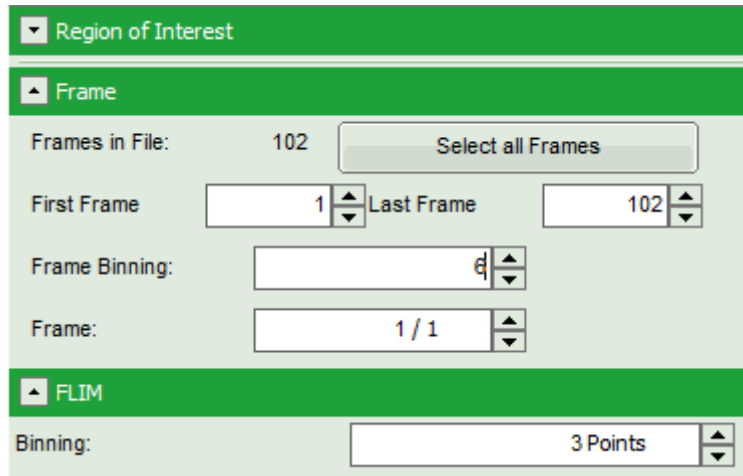 Region of Interest
Frame
Frames in File: 102 Select all Frames
First Frame 1 Last Frame 102
Frame Binning: 6
Frame: 1 / 1
FLIM
Binning: 3 Points